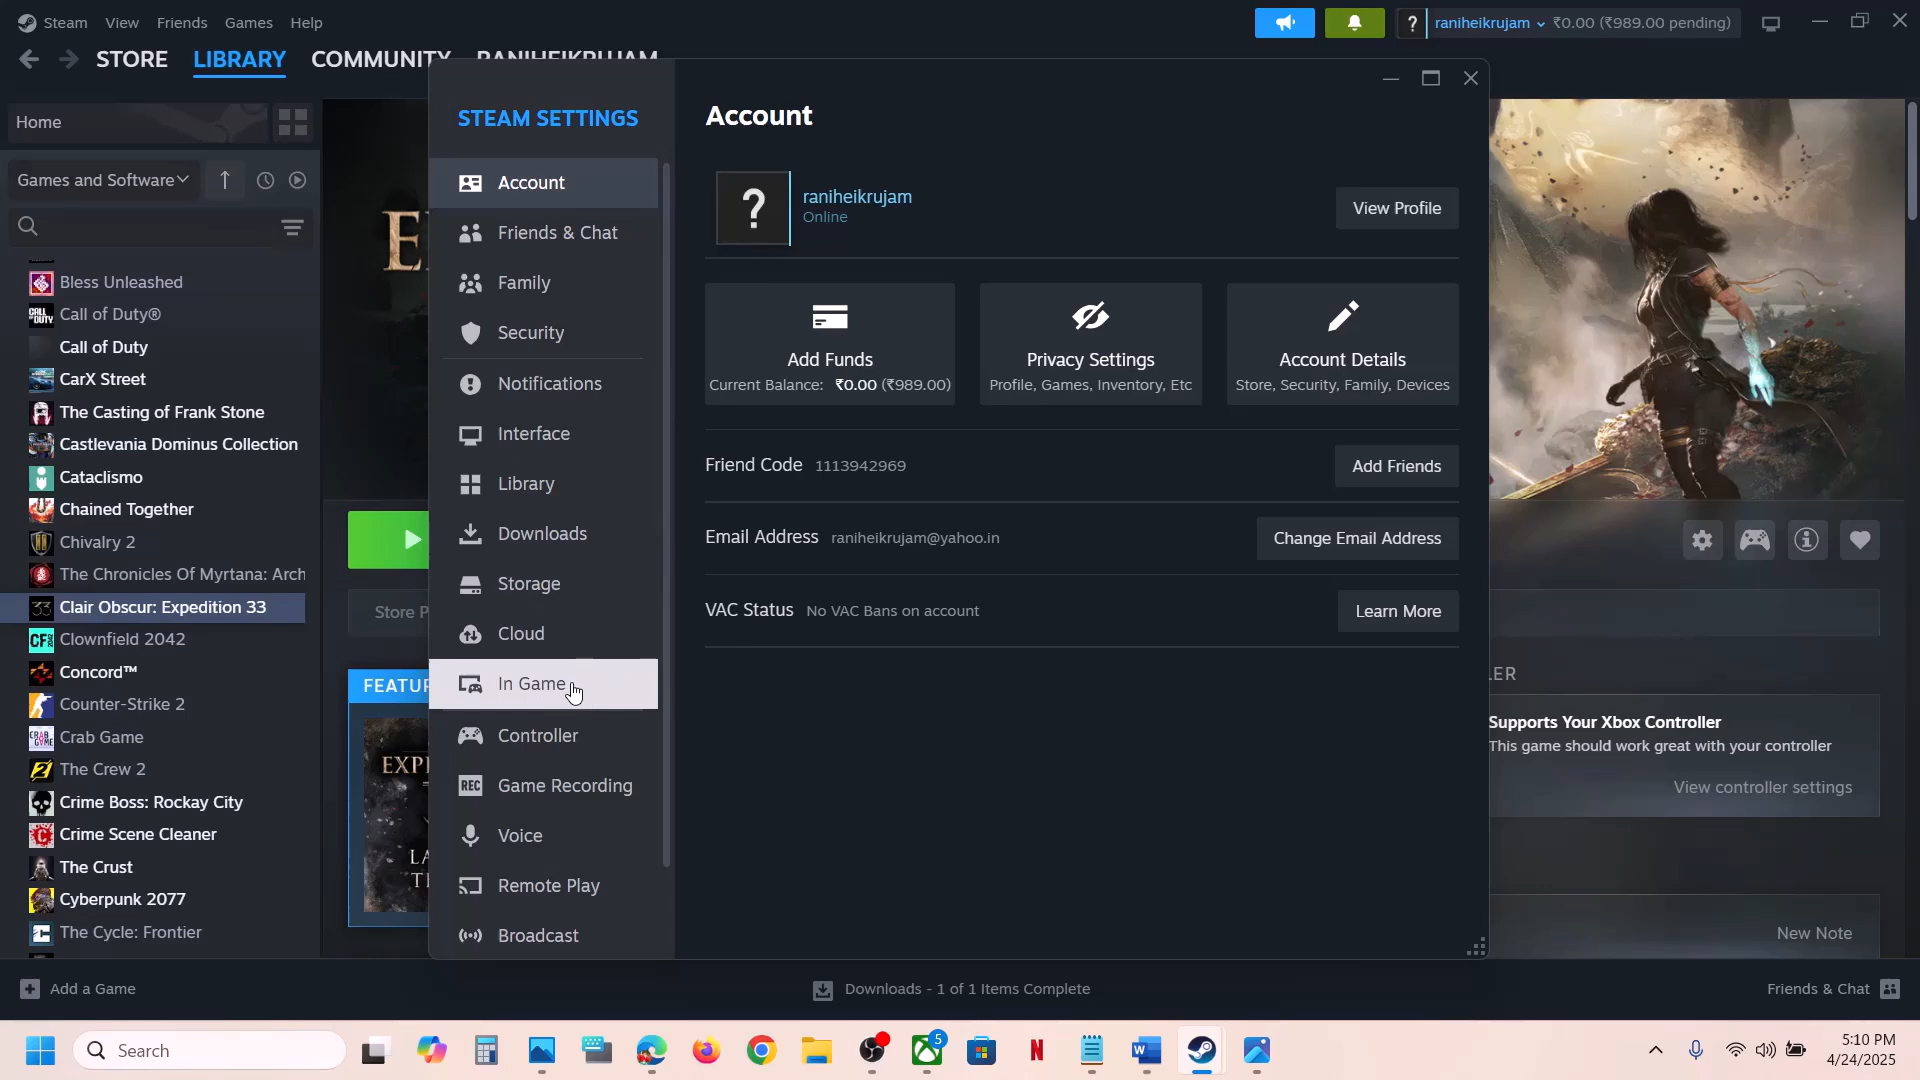 Steam View Friends Games Help
? raniheikrujam ₹0.00 (₹989.00 pending)
STORE LIBRARY COMMUNITY RANIHEIKRUJAM
Home
Games and Software
Bless Unleashed
Call of Duty®
Call of Duty
CarX Street
The Casting of Frank Stone
Castlevania Dominus Collection
Cataclismo
Chained Together
Chivalry 2
The Chronicles Of Myrtana: Arch
Clair Obscur: Expedition 33
Clownfield 2042
Concord™
Counter-Strike 2
Crab Game
The Crew 2
Crime Boss: Rockay City
Crime Scene Cleaner
The Crust
Cyberpunk 2077
The Cycle: Frontier
Store P
FEATUR
EXP
LA
T
STEAM SETTINGS
Account
Friends & Chat
Family
Security
Notifications
Interface
Library
Downloads
Storage
Cloud
In Game
Controller
REC Game Recording
Voice
Remote Play
Broadcast
Account
? raniheikrujam
Online
View Profile
Add Funds
Current Balance: ₹0.00 (₹989.00)
Privacy Settings
Profile, Games, Inventory, Etc
Account Details
Store, Security, Family, Devices
Friend Code 1113942969
Add Friends
Email Address raniheikrujam@yahoo.in
Change Email Address
VAC Status No VAC Bans on account
Learn More
LER
Supports Your Xbox Controller
This game should work great with your controller
View controller settings
New Note
Add a Game
Downloads - 1 of 1 Items Complete
Friends & Chat
Search
5
5:10 PM
4/24/2025